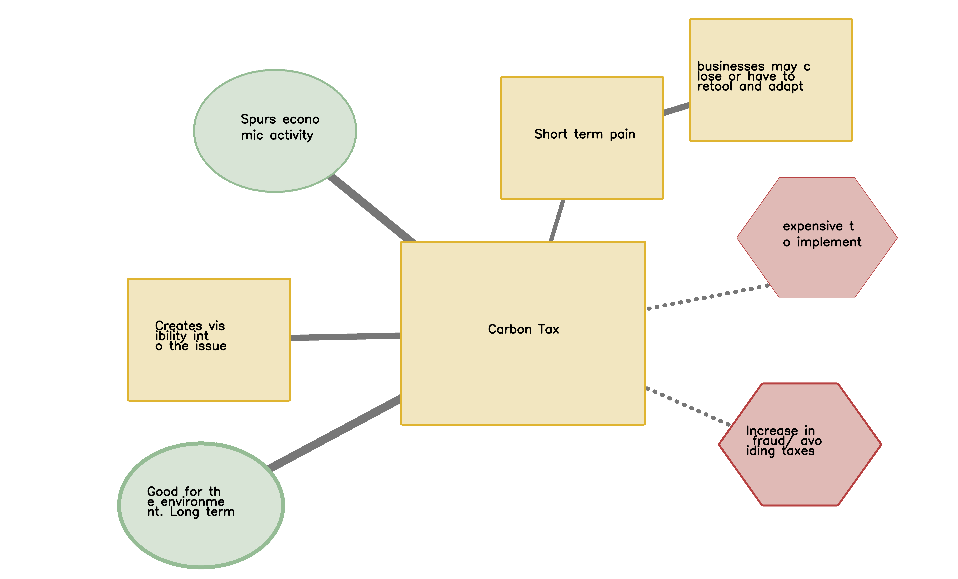 businesses may c
lose or have to
retool and adapt
Spurs econo
mic activity
Short term pain
expensive t
o implement
Creates vis
ibility int
o the issue
Carbon Tax
Increase in
fraud/ avo
iding taxes
Good for th
e environme
nt. Long term